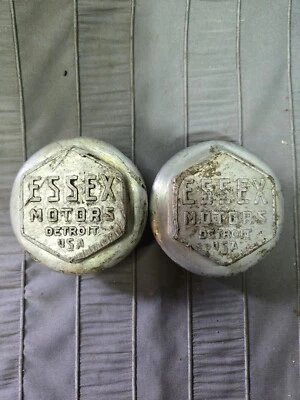 ESSEX
MOTORS
DETROIT
USA
ESSEX
MOTORS
DETROIT
USA